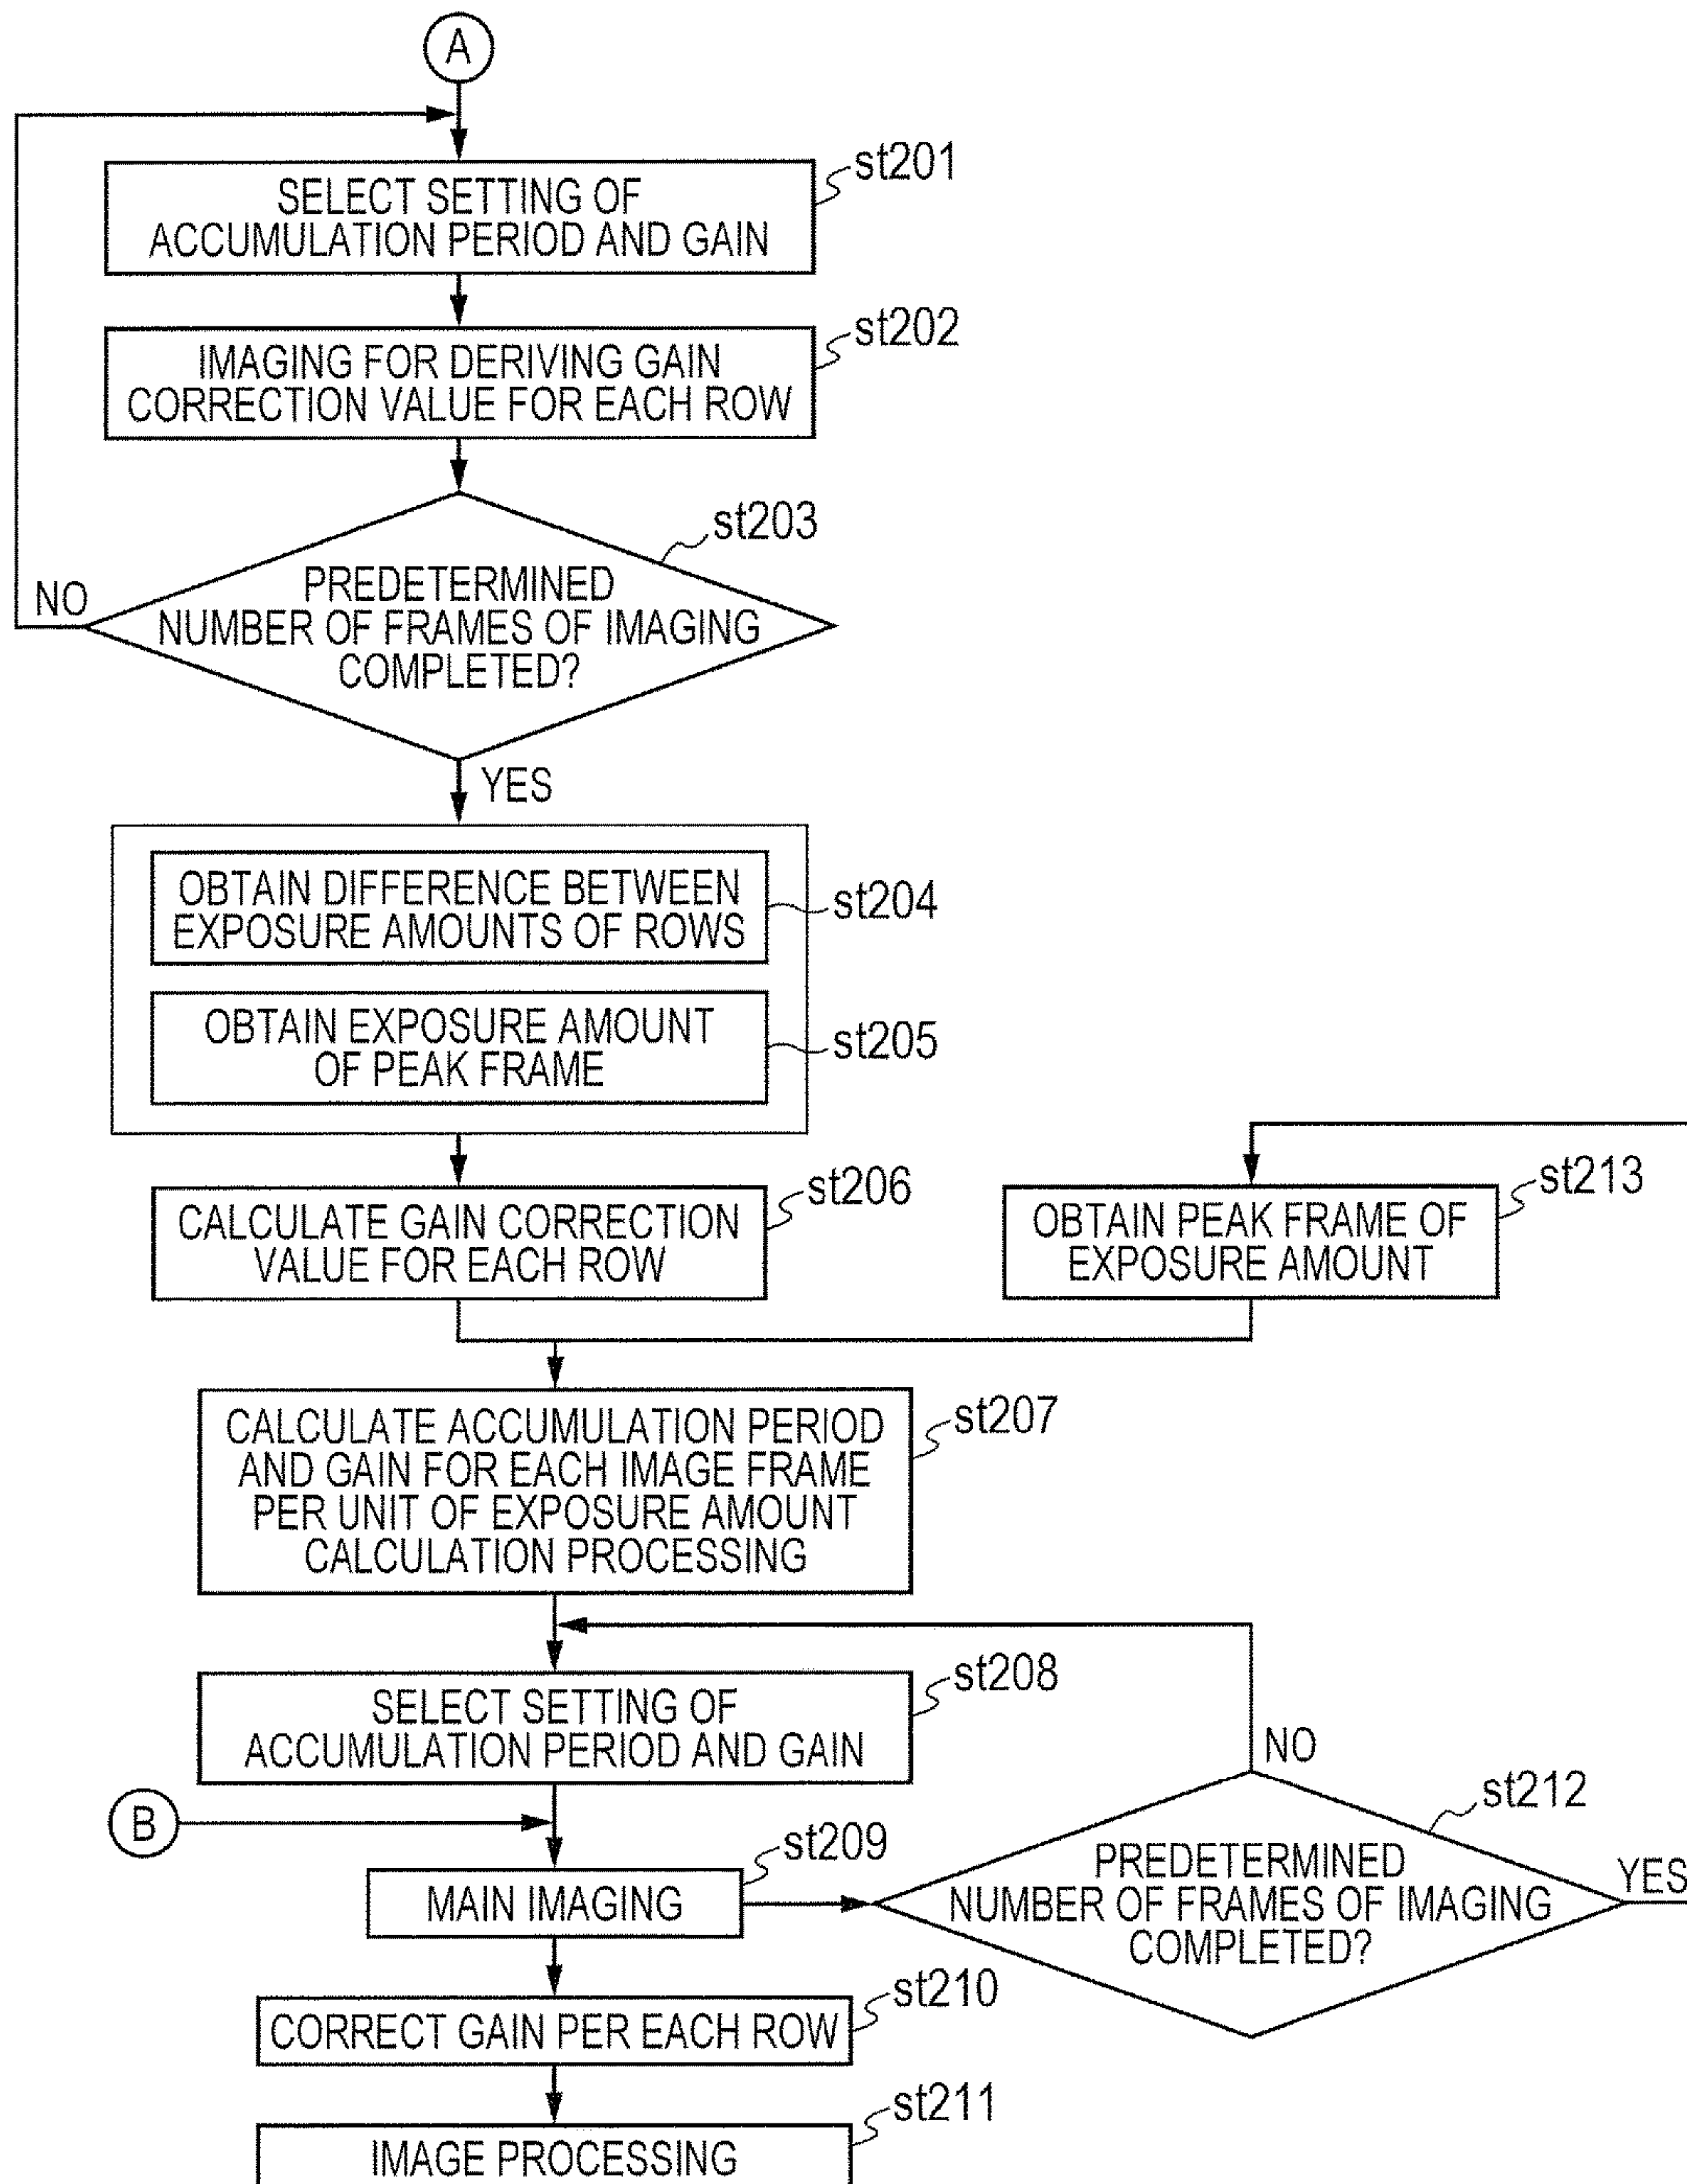 A
st201
SELECT SETTING OF
ACCUMULATION PERIOD AND GAIN
st202
IMAGING FOR DERIVING GAIN
CORRECTION VALUE FOR EACH ROW
st203
PREDETERMINED
NUMBER OF FRAMES OF IMAGING
COMPLETED?
NO
YES
OBTAIN DIFFERENCE BETWEEN
EXPOSURE AMOUNTS OF ROWS
st204
OBTAIN EXPOSURE AMOUNT
OF PEAK FRAME
st205
st206
CALCULATE GAIN CORRECTION
VALUE FOR EACH ROW
st213
OBTAIN PEAK FRAME OF
EXPOSURE AMOUNT
st207
CALCULATE ACCUMULATION PERIOD
AND GAIN FOR EACH IMAGE FRAME
PER UNIT OF EXPOSURE AMOUNT
CALCULATION PROCESSING
st208
SELECT SETTING OF
ACCUMULATION PERIOD AND GAIN
NO
B
st209
MAIN IMAGING
st212
PREDETERMINED
NUMBER OF FRAMES OF IMAGING
COMPLETED?
YES
st210
CORRECT GAIN PER EACH ROW
st211
IMAGE PROCESSING